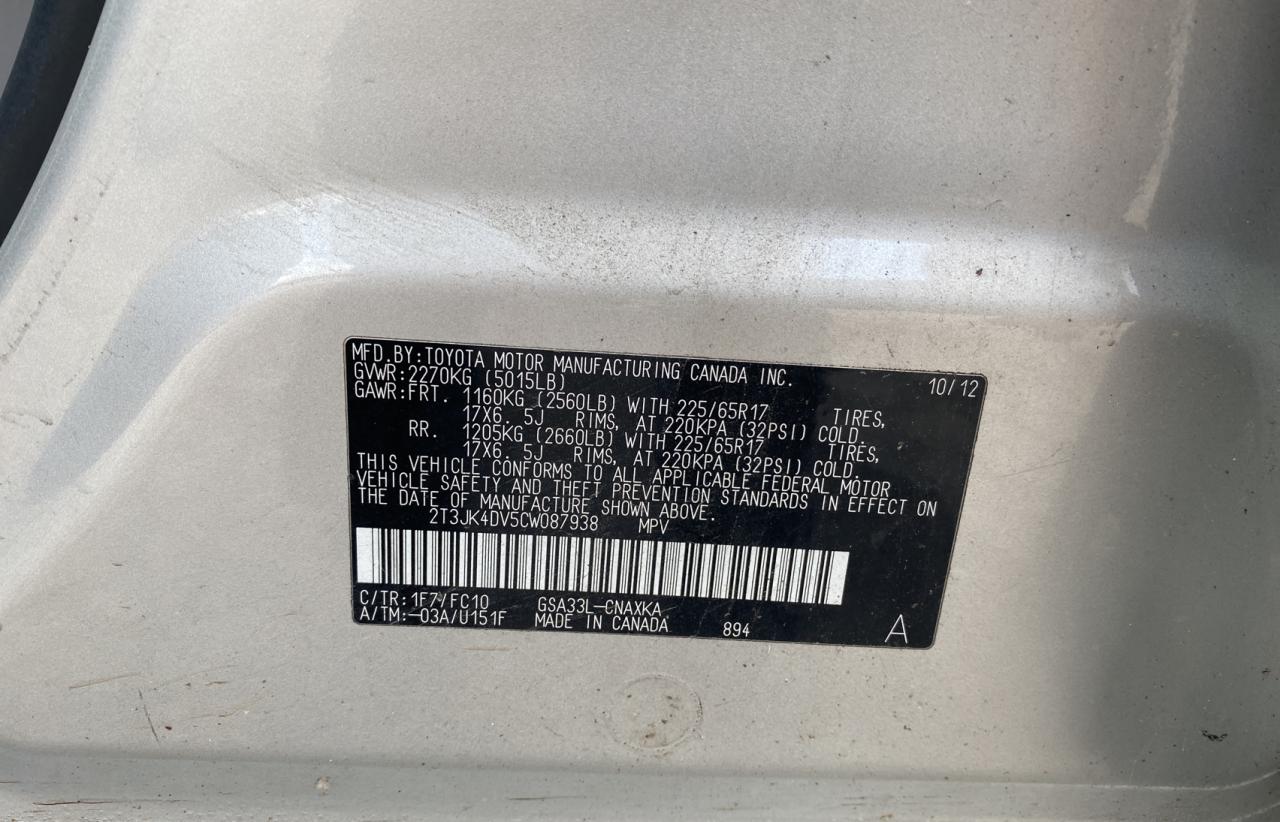 MFD.BY:TOYOTA MOTOR MANUFACTURING CANADA INC.
GVWR:2270KG (5015LB) 10/12
GAWR:FRT. 1160KG (2560LB) WITH 225/65R17 TIRES,
17X6. 5J RIMS, AT 220KPA (32PSI) COLD.
RR. 1205KG (2660LB) WITH 225/65R17 TIRES,
17X6. 5J RIMS, AT 220KPA (32PSI) COLD.
THIS VEHICLE CONFORMS TO ALL APPLICABLE FEDERAL MOTOR
VEHICLE SAFETY AND THEFT PREVENTION STANDARDS IN EFFECT ON
THE DATE OF MANUFACTURE SHOWN ABOVE.
2T3JK4DV5CW087938 MPV
C/TR:1F7/FC10 GSA33L-CNAXKA
A/TM:-03A/U151F MADE IN CANADA 894 A